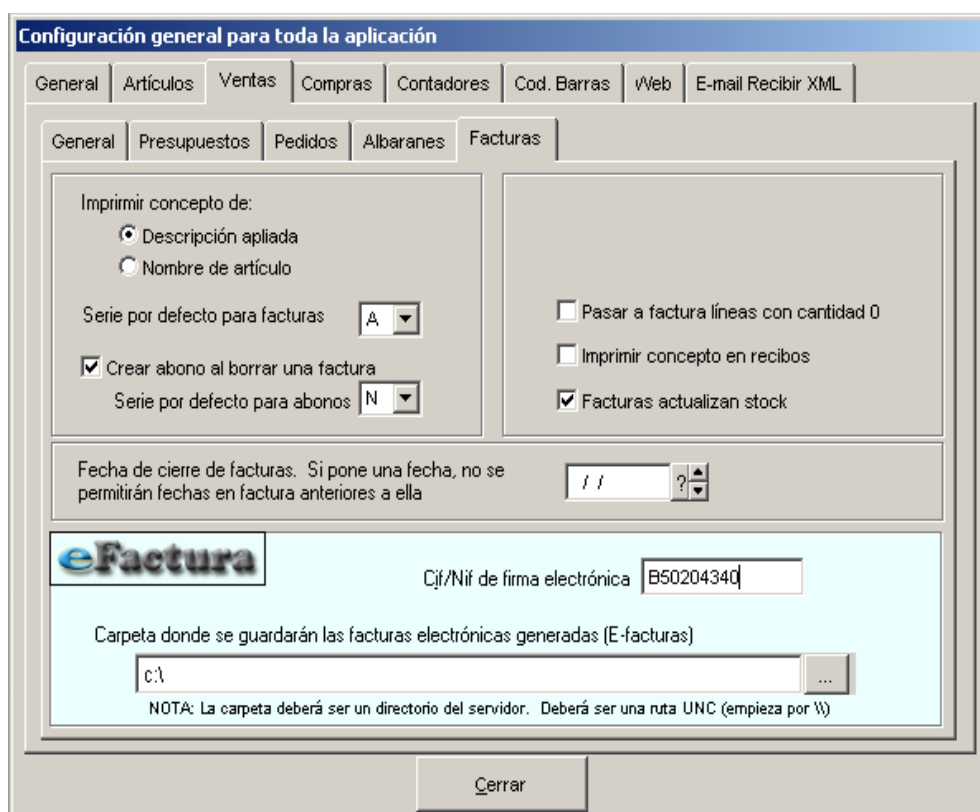 Configuración general para toda la aplicación
General Artículos Ventas Compras Contadores Cod. Barras Web E-mail Recibir XML
General Presupuestos Pedidos Albaranes Facturas
Imprimir concepto de:
Descripción apliada
Nombre de artículo
Serie por defecto para facturas A
Crear abono al borrar una factura
Serie por defecto para abonos N
Pasar a factura líneas con cantidad 0
Imprimir concepto en recibos
Facturas actualizan stock
Fecha de cierre de facturas. Si pone una fecha, no se
permitirán fechas en factura anteriores a ella
/ / ?
eFactura
Cif/Nif de firma electrónica B50204340
Carpeta donde se guardarán las facturas electrónicas generadas (E-facturas)
c:\ ...
NOTA: La carpeta deberá ser un directorio del servidor. Deberá ser una ruta UNC (empieza por \\)
Cerrar